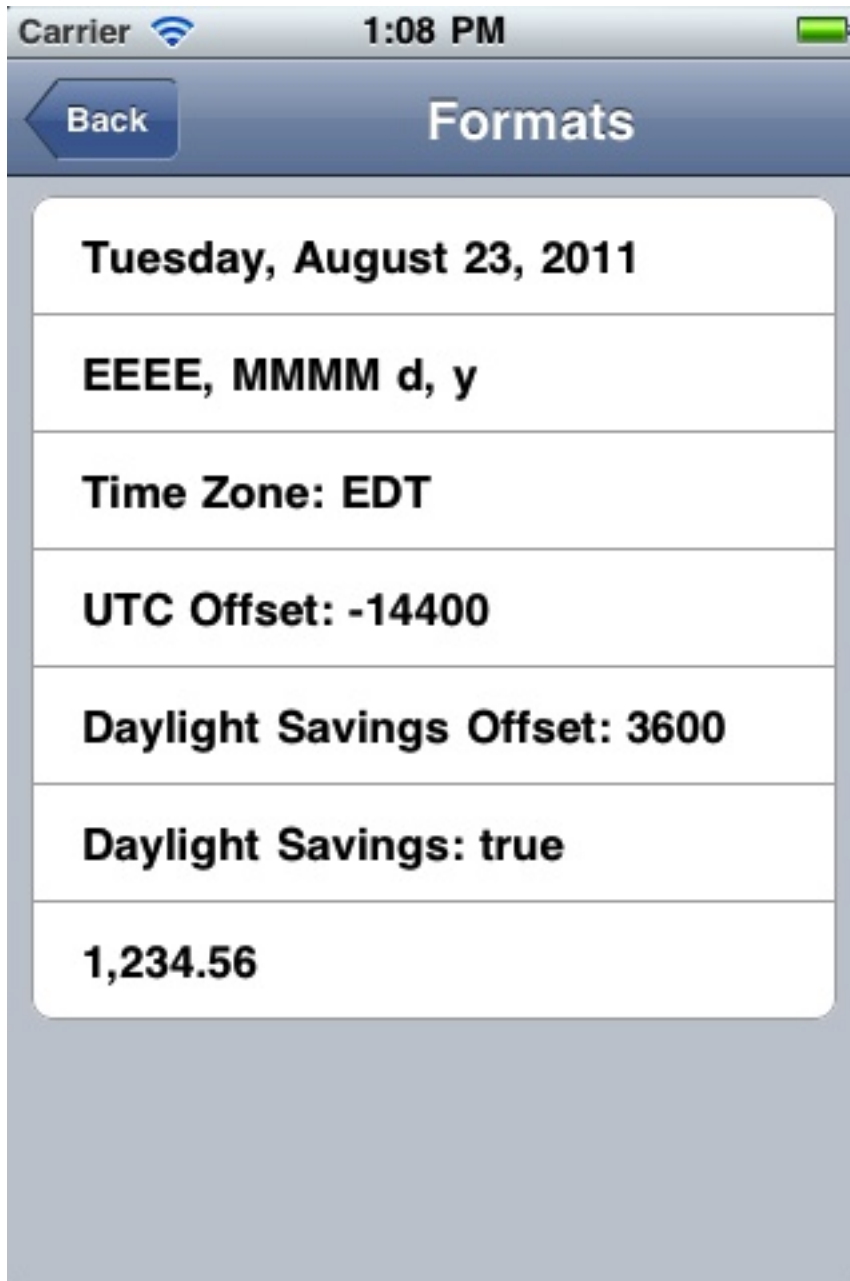 Carrier 1:08 PM
Back Formats
Tuesday, August 23, 2011
EEEE, MMMM d, y
Time Zone: EDT
UTC Offset: -14400
Daylight Savings Offset: 3600
Daylight Savings: true
1,234.56